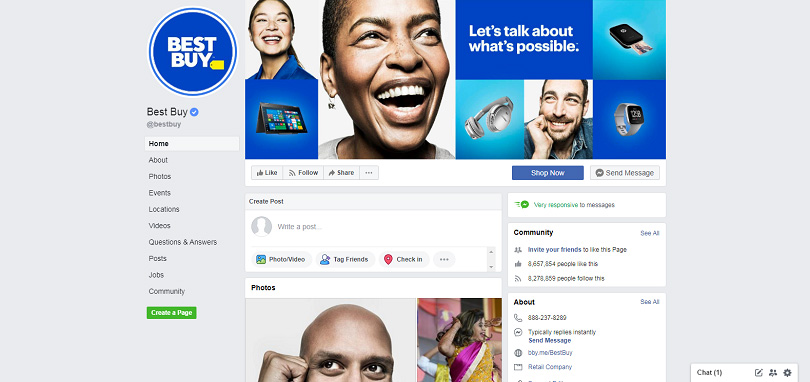 BEST
BUY
Let's talk about
what's possible.
Best Buy
@bestbuy
Home
About
Photos
Events
Locations
Videos
Questions & Answers
Posts
Jobs
Community
Create a Page
Like
Follow
Share
Shop Now
Send Message
Create Post
Write a post...
Photo/Video
Tag Friends
Check in
Photos
Very responsive to messages
Community
See All
Invite your friends to like this Page
8,657,854 people like this
8,278,859 people follow this
About
See All
888-237-8289
Typically replies instantly
Send Message
bby.me/BestBuy
Retail Company
Chat (1)